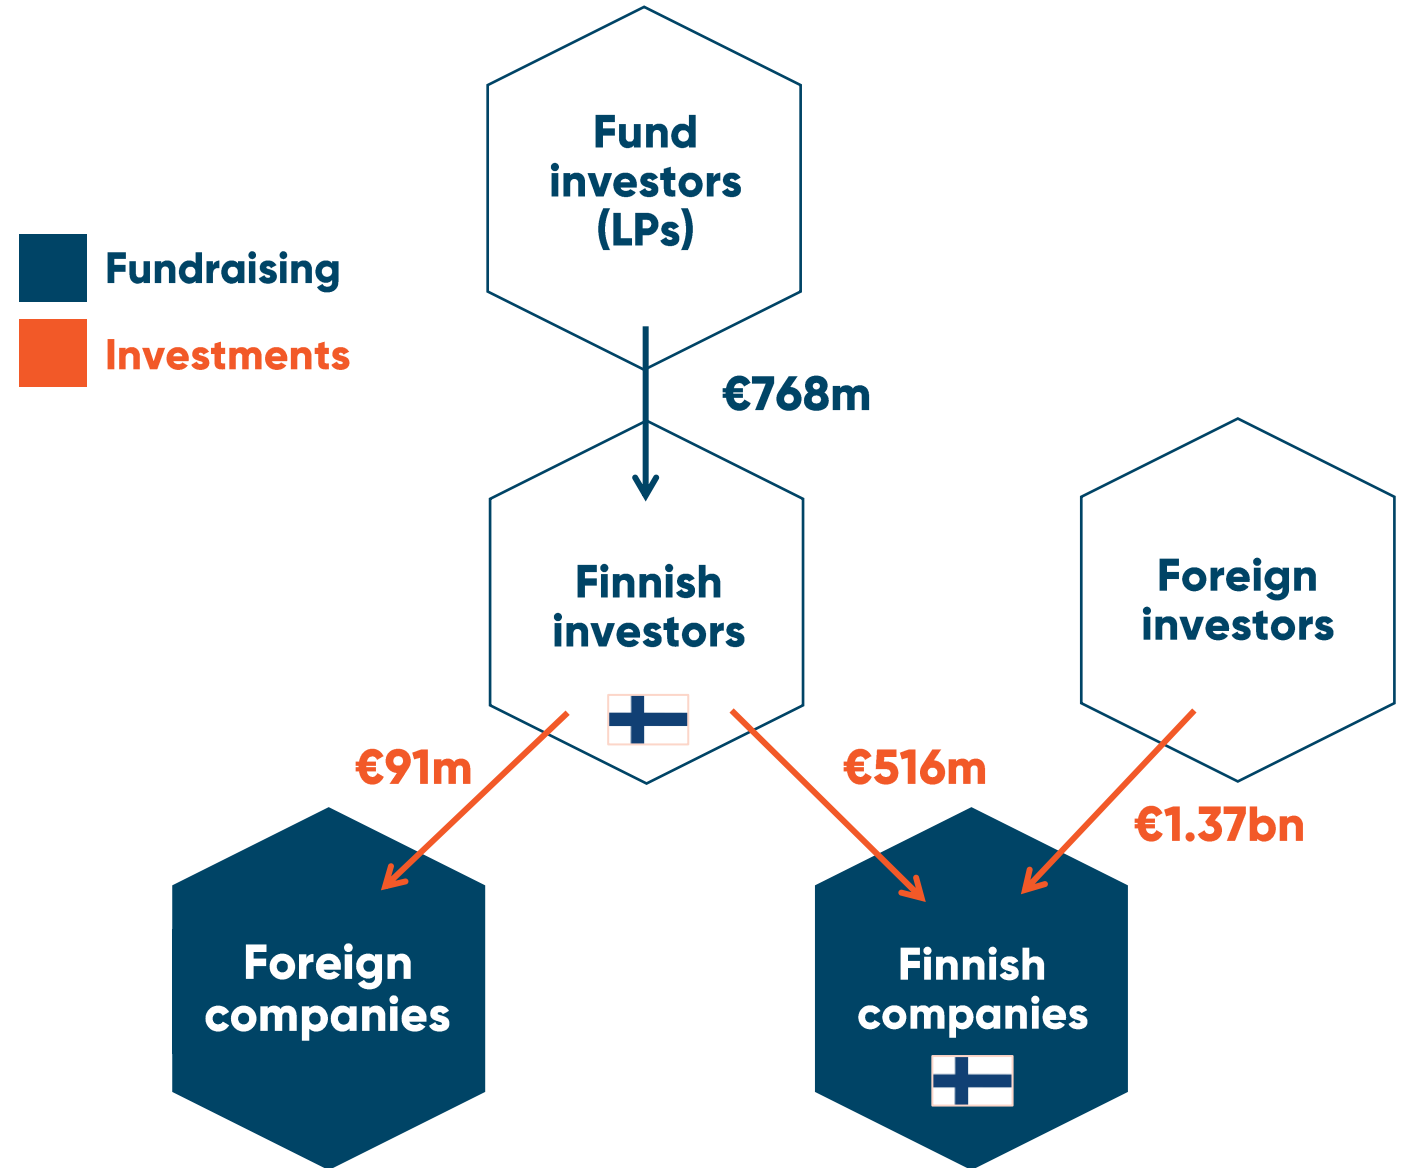 Fund
investors
(LPs)
Fundraising
Investments
€768m
Finnish
investors
Foreign
investors
€91m
€516m
€1.37bn
Foreign
companies
Finnish
companies